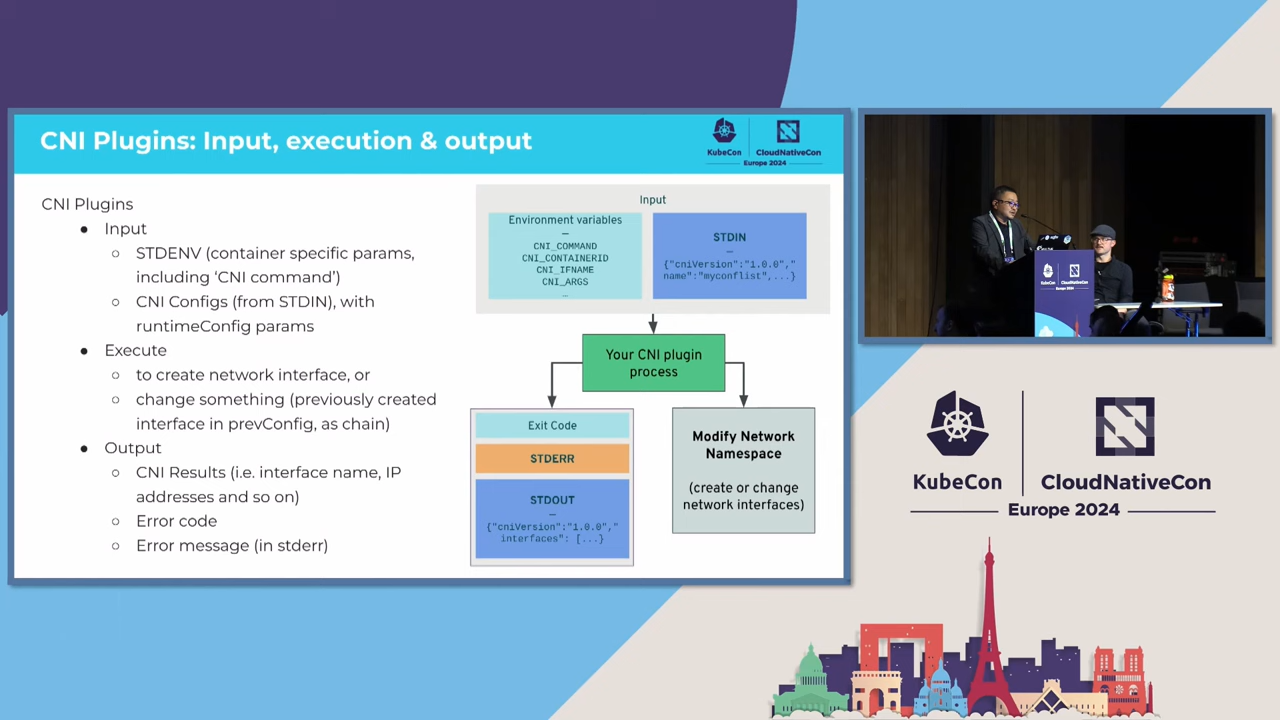 CNI Plugins: Input, execution & output
KubeCon
CloudNativeCon
Europe 2024
CNI Plugins
● Input
○ STDENV (container specific params,
including ‘CNI command’)
○ CNI Configs (from STDIN), with
runtimeConfig params
● Execute
○ to create network interface, or
○ change something (previously created
interface in prevConfig, as chain)
● Output
○ CNI Results (i.e. interface name, IP
addresses and so on)
○ Error code
○ Error message (in stderr)
Input
Environment variables
—
CNI_COMMAND
CNI_CONTAINERID
CNI_IFNAME
CNI_ARGS
STDIN
—
{"cniVersion":"1.0.0","
name":"myconflist",...}
Your CNI plugin
process
Exit Code
STDERR
STDOUT
—
{"cniVersion":"1.0.0","
interfaces": [...}
Modify Network
Namespace
(create or change
network interfaces)
KubeCon
CloudNativeCon
Europe 2024